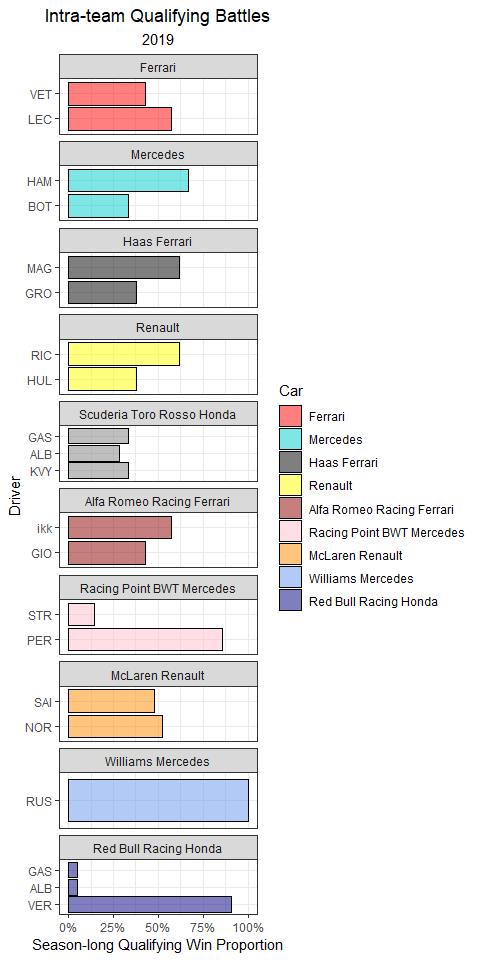 Intra-team Qualifying Battles
2019
Ferrari
VET
LEC
Mercedes
HAM
BOT
Haas Ferrari
MAG
GRO
Renault
RIC
HUL
Scuderia Toro Rosso Honda
GAS
ALB
KVY
Alfa Romeo Racing Ferrari
ikk
GIO
Racing Point BWT Mercedes
STR
PER
McLaren Renault
SAI
NOR
Williams Mercedes
RUS
Red Bull Racing Honda
GAS
ALB
VER
0% 25% 50% 75% 100%
Season-long Qualifying Win Proportion
Driver
Car
Ferrari
Mercedes
Haas Ferrari
Renault
Alfa Romeo Racing Ferrari
Racing Point BWT Mercedes
McLaren Renault
Williams Mercedes
Red Bull Racing Honda